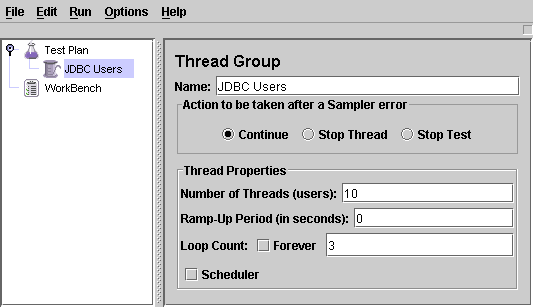 File Edit Run Options Help
Test Plan
JDBC Users
WorkBench
Thread Group
Name: JDBC Users
Action to be taken after a Sampler error
Continue Stop Thread Stop Test
Thread Properties
Number of Threads (users): 10
Ramp-Up Period (in seconds): 0
Loop Count: Forever 3
Scheduler